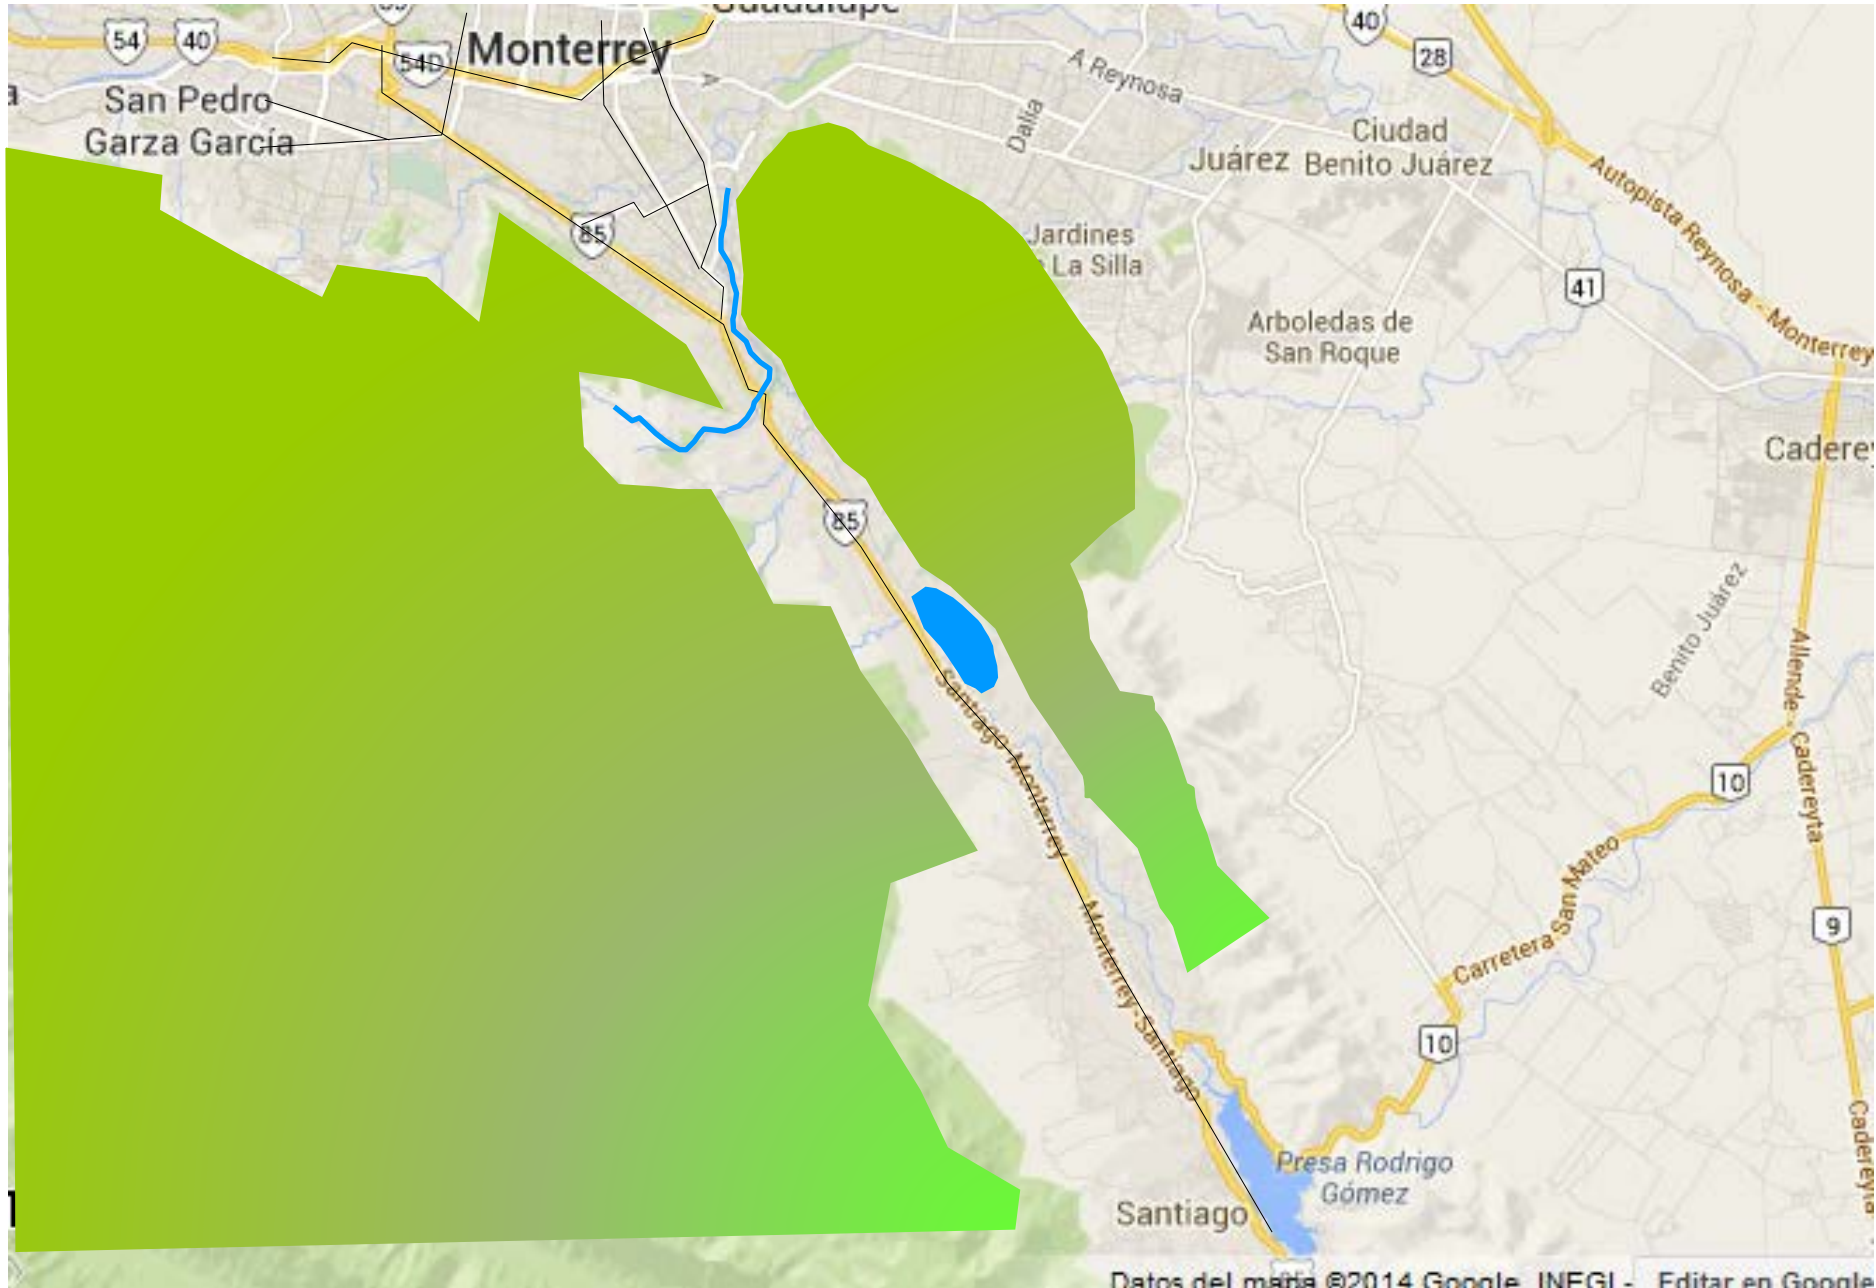 Guadalupe
54
40
54D
Monterrey
40
28
A Reynosa
San Pedro
Garza García
Dalia
Juárez
Ciudad
Benito Juárez
Autopista Reynosa - Monterrey
85
Jardines
La Silla
41
Arboledas de
San Roque
Caderey
85
Benito Juárez
Santiago-Monterrey
Allende - Cadereyta
10
Carretera San Mateo
Monterrey-Santiago
9
10
Presa Rodrigo
Gómez
Santiago
Cadereyta
Datos del mapa ©2014 Google, INEGI -
Editar en Google